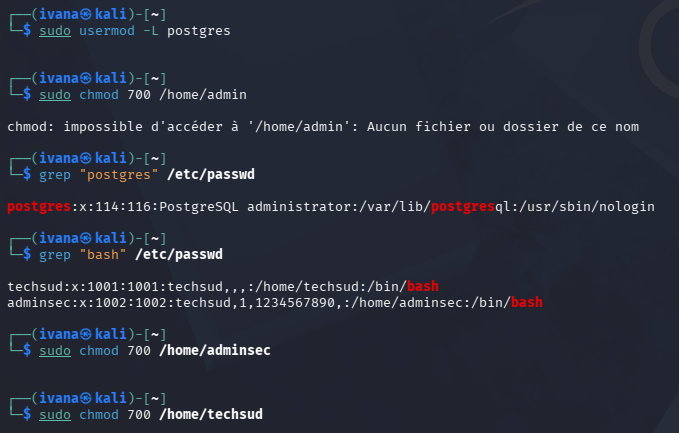 ┌──(ivana㉿kali)-[~]
└─$ sudo usermod -L postgres
┌──(ivana㉿kali)-[~]
└─$ sudo chmod 700 /home/admin
chmod: impossible d'accéder à '/home/admin': Aucun fichier ou dossier de ce nom
┌──(ivana㉿kali)-[~]
└─$ grep "postgres" /etc/passwd
postgres:x:114:116:PostgreSQL administrator:/var/lib/postgresql:/usr/sbin/nologin
┌──(ivana㉿kali)-[~]
└─$ grep "bash" /etc/passwd
techsud:x:1001:1001:techsud,,,:/home/techsud:/bin/bash
adminsec:x:1002:1002:techsud,1,1234567890,:/home/adminsec:/bin/bash
┌──(ivana㉿kali)-[~]
└─$ sudo chmod 700 /home/adminsec
┌──(ivana㉿kali)-[~]
└─$ sudo chmod 700 /home/techsud